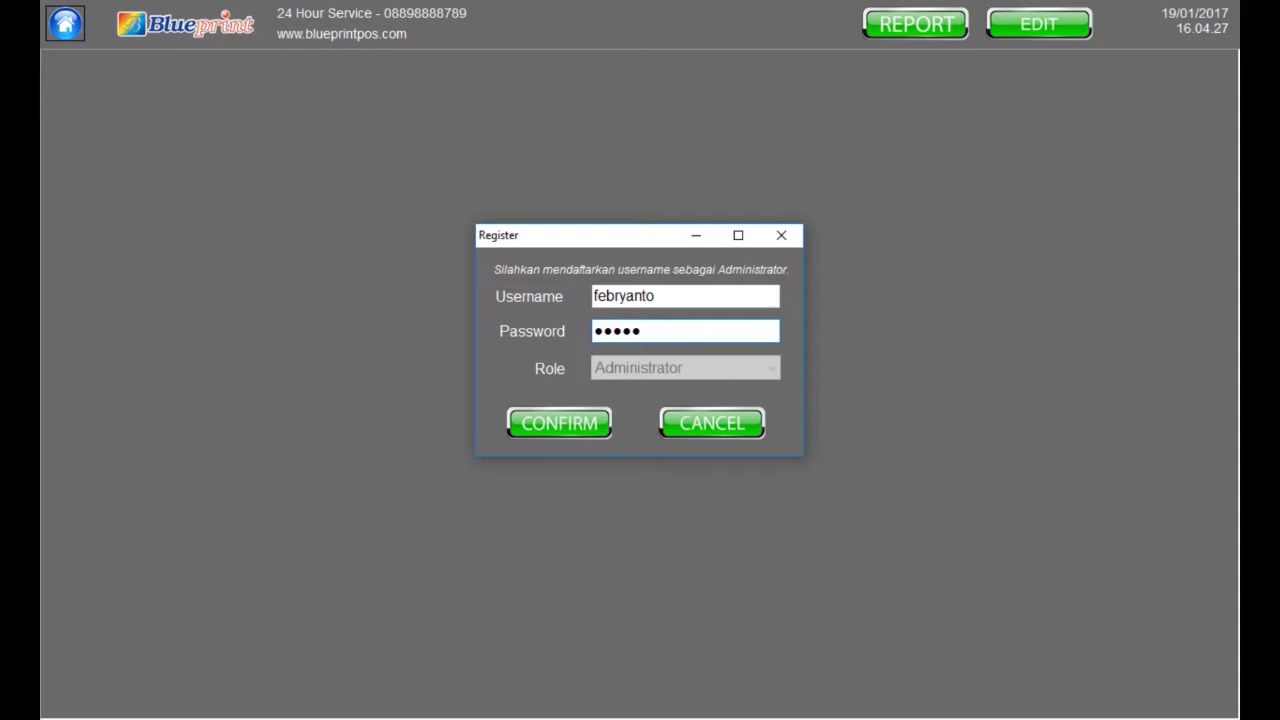 Blueprint
24 Hour Service - 08898888789
www.blueprintpos.com
REPORT
EDIT
19/01/2017
16.04.27
Register
Silahkan mendaftarkan username sebagai Administrator.
Username febryanto
Password •••••
Role Administrator
CONFIRM CANCEL